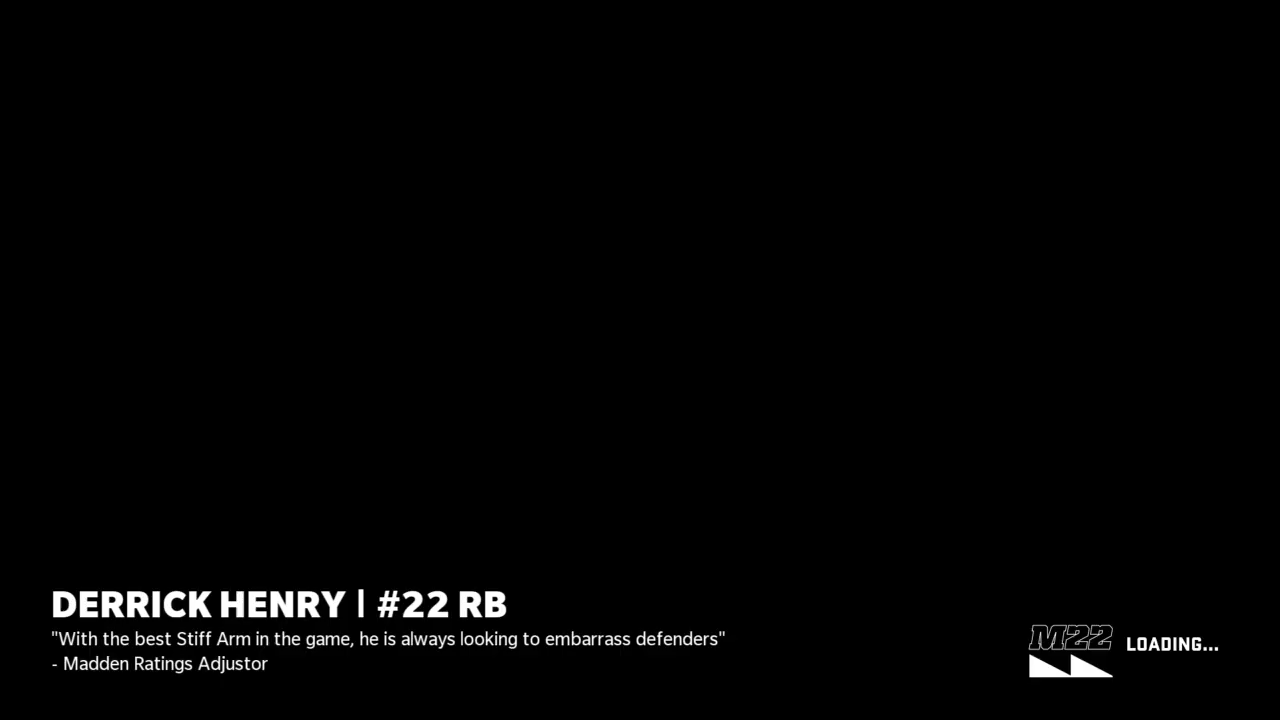 DERRICK HENRY | #22 RB
"With the best Stiff Arm in the game, he is always looking to embarrass defenders"
- Madden Ratings Adjustor
M22
LOADING...